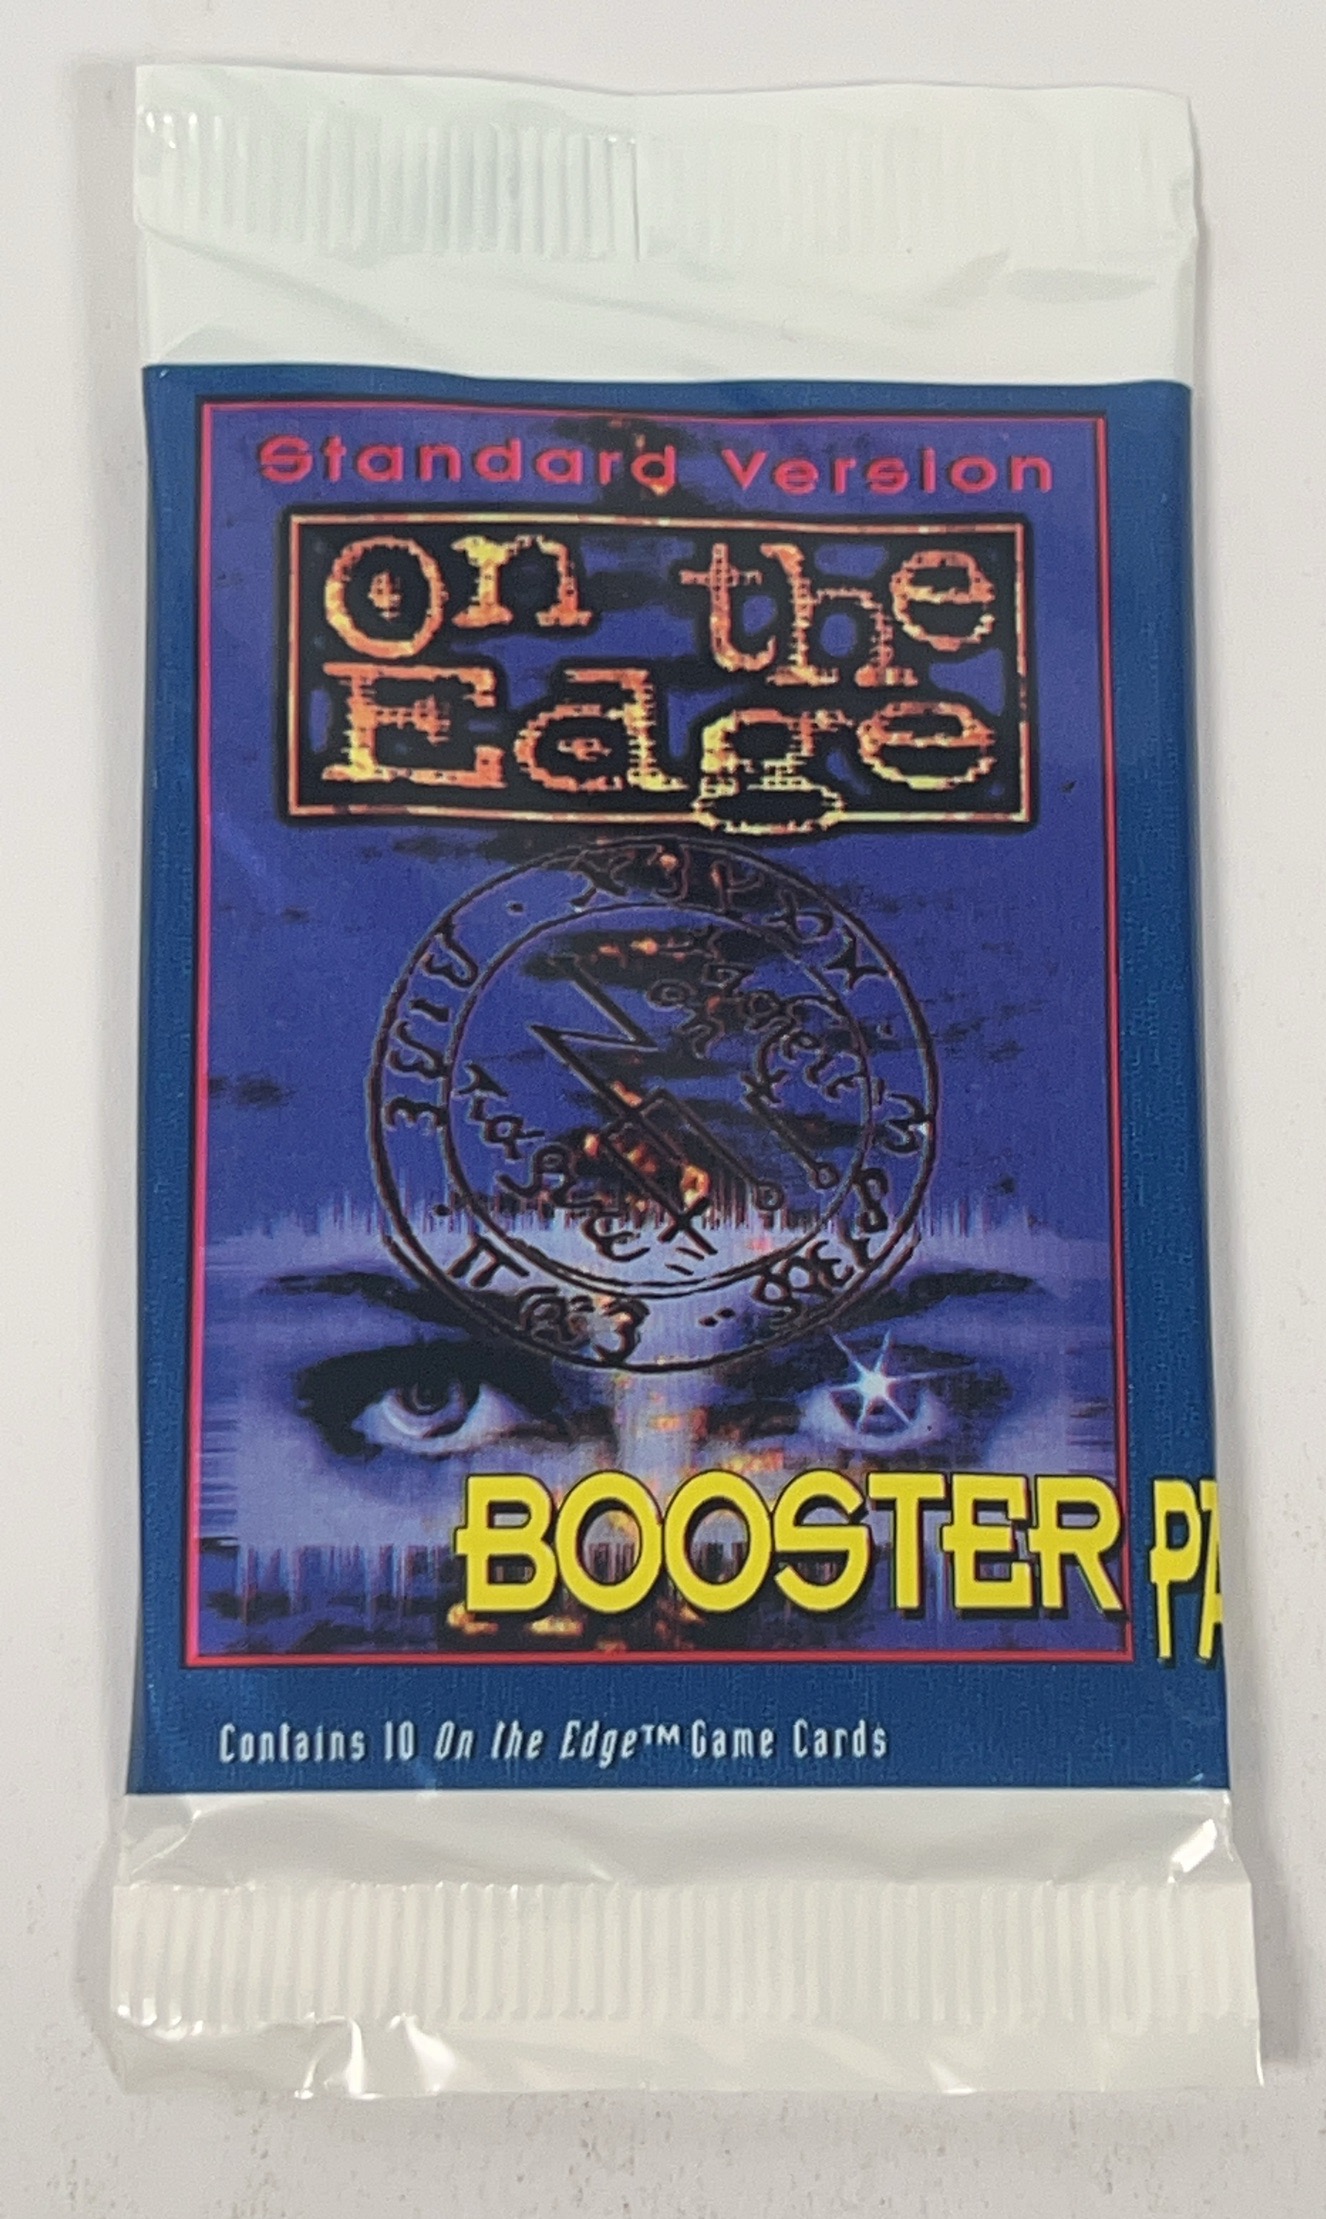 Standard Version
On the
Edge
BOOSTER PA
Contains 10 On the Edge™ Game Cards